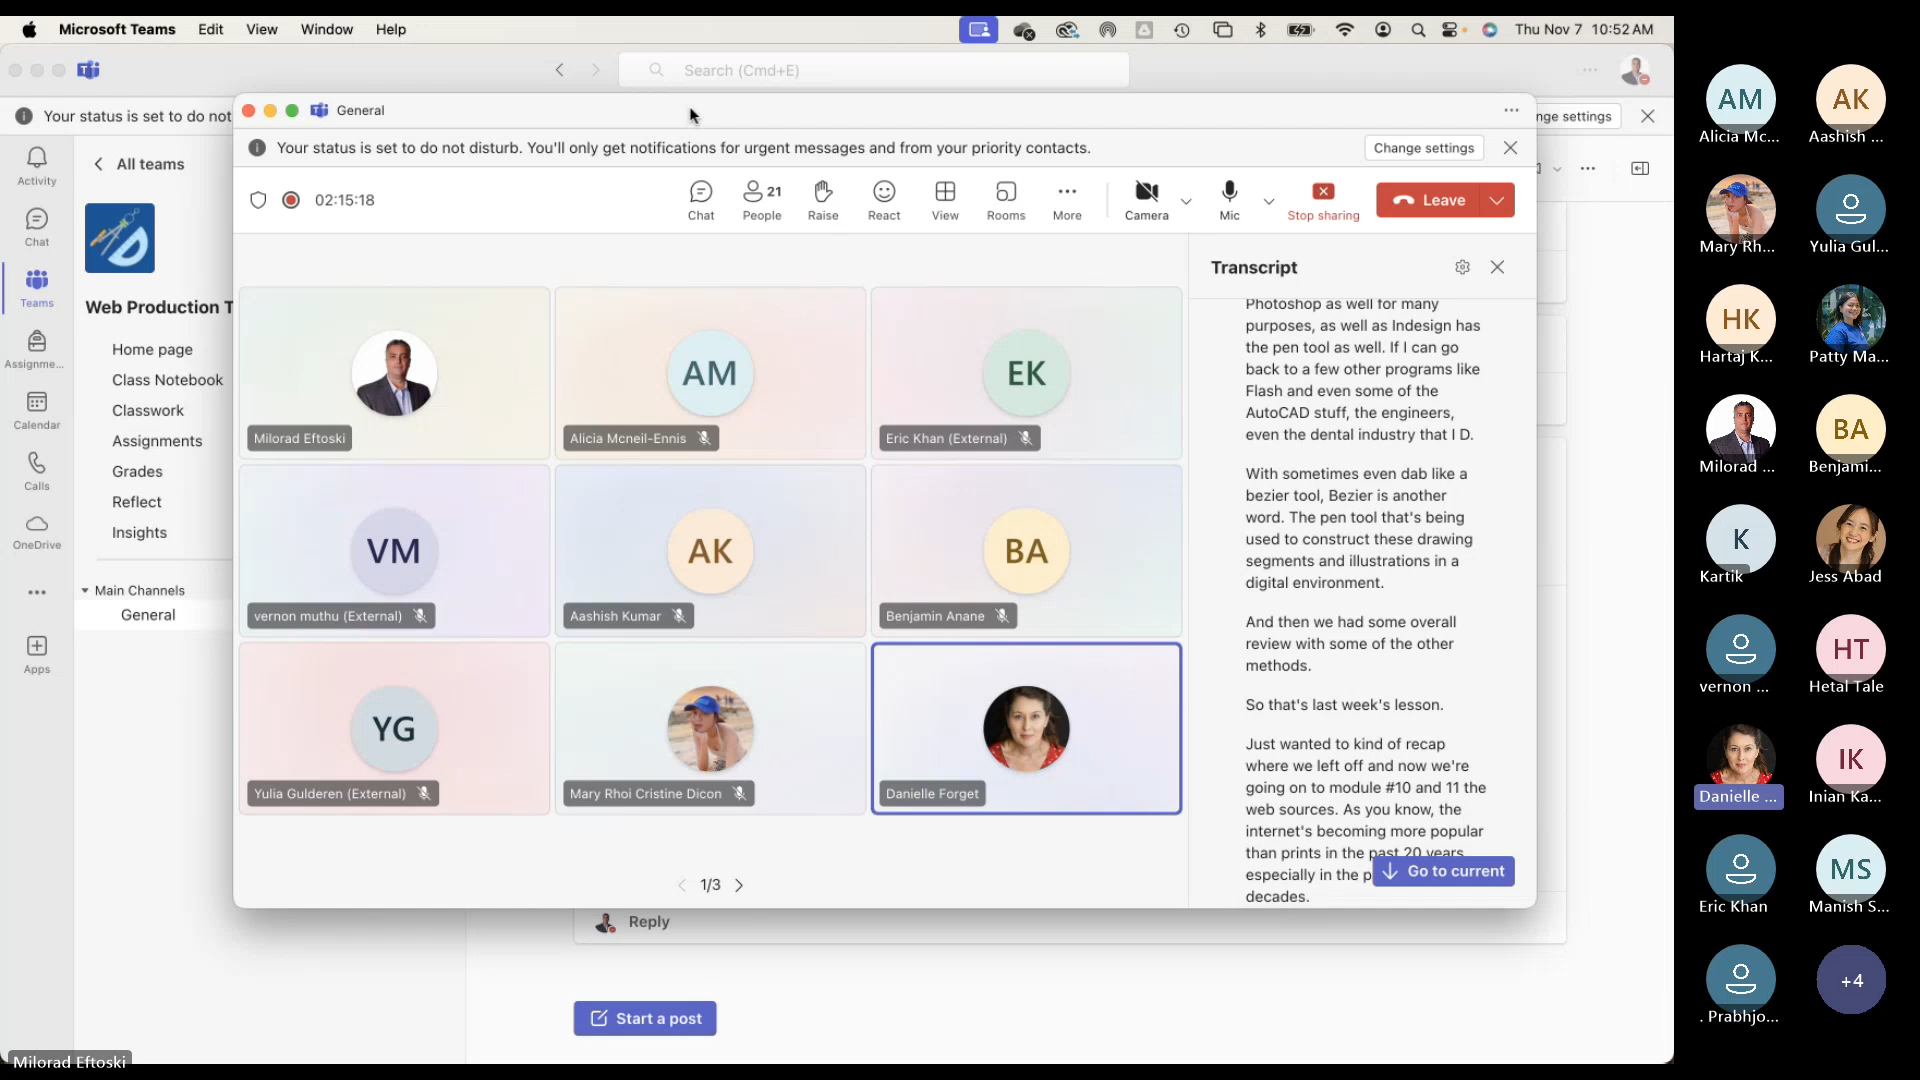 Microsoft Teams Edit View Window Help
Thu Nov 7 10:52 AM
Search (Cmd+E)
Your status is set to do not
nge settings
General
Your status is set to do not disturb. You'll only get notifications for urgent messages and from your priority contacts.
Change settings
02:15:18
Chat
People 21
Raise
React
View
Rooms
More
Camera
Mic
Stop sharing
Leave
Activity
Chat
Teams
Assignme...
Calendar
Calls
OneDrive
Apps
All teams
Web Production T
Home page
Class Notebook
Classwork
Assignments
Grades
Reflect
Insights
Main Channels
General
Milorad Eftoski
AM
Alicia Mcneil-Ennis
EK
Eric Khan (External)
VM
vernon muthu (External)
AK
Aashish Kumar
BA
Benjamin Anane
YG
Yulia Gulderen (External)
Mary Rhoi Cristine Dicon
Danielle Forget
1/3
Transcript
Photoshop as well for many
purposes, as well as Indesign has
the pen tool as well. If I can go
back to a few other programs like
Flash and even some of the
AutoCAD stuff, the engineers,
even the dental industry that I D.
With sometimes even dab like a
bezier tool, Bezier is another
word. The pen tool that's being
used to construct these drawing
segments and illustrations in a
digital environment.
And then we had some overall
review with some of the other
methods.
So that's last week's lesson.
Just wanted to kind of recap
where we left off and now we're
going on to module #10 and 11 the
web sources. As you know, the
internet's becoming more popular
than prints in the past 20 years
especially in the p
decades.
Go to current
Reply
Start a post
Milorad Eftoski
AM
Alicia Mc...
AK
Aashish ...
Mary Rh...
Yulia Gul...
HK
Hartaj K...
Patty Ma...
Milorad ...
BA
Benjami...
K
Kartik
Jess Abad
vernon ...
HT
Hetal Tale
Danielle ...
IK
Inian Ka...
Eric Khan
MS
Manish S...
. Prabhjo...
+4